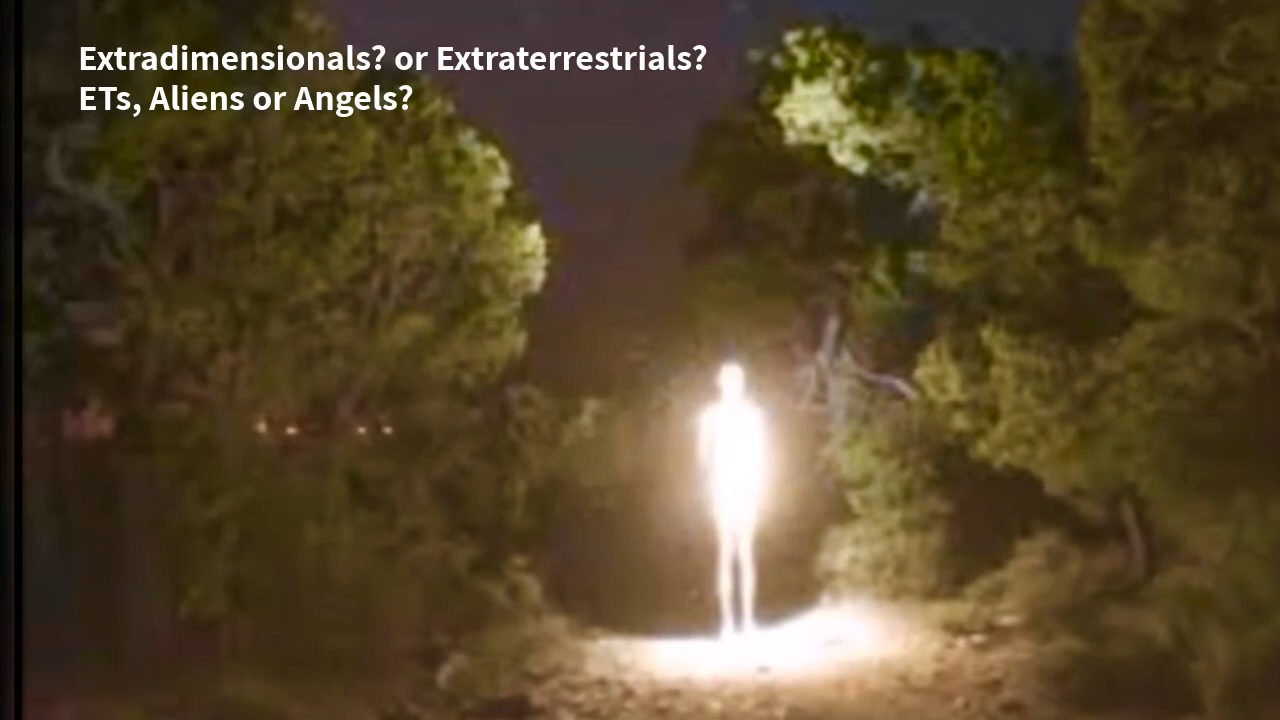 Extradimensionals? or Extraterrestrials?
ETs, Aliens or Angels?